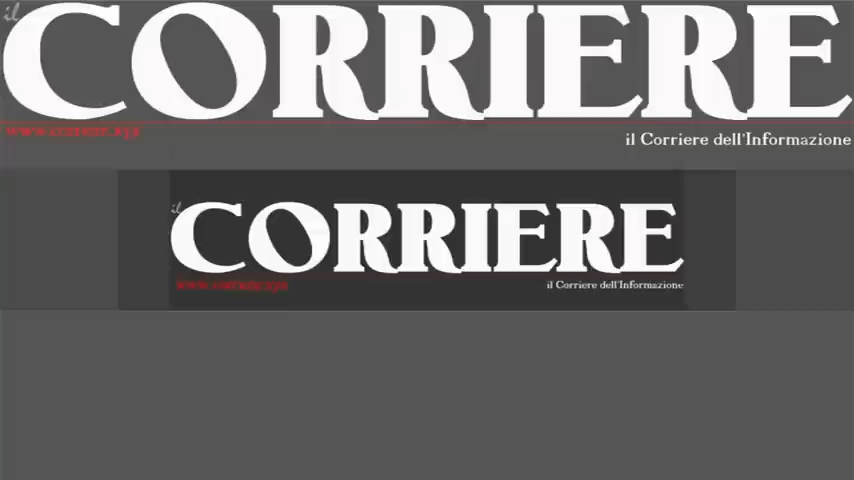 il
CORRIERE
il Corriere dell'Informazione
il
CORRIERE
il Corriere dell'Informazione